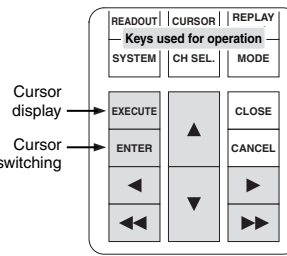 READOUT CURSOR REPLAY
Keys used for operation
SYSTEM CH SEL. MODE
Cursor
display
EXECUTE CLOSE
Cursor
switching
ENTER CANCEL